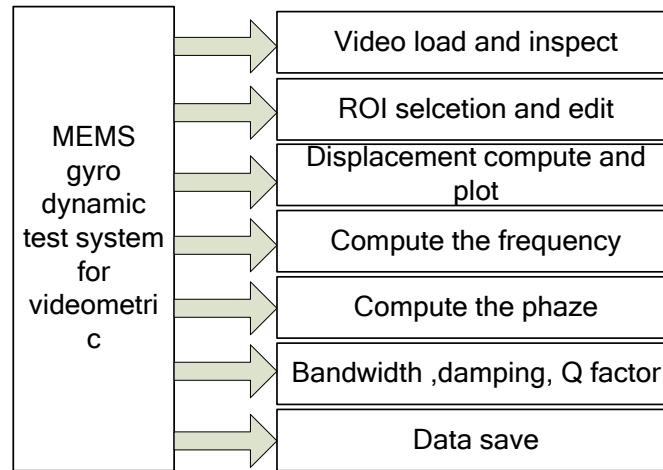 MEMS
gyro
dynamic
test system
for
videometri
c
Video load and inspect
ROI selcetion and edit
Displacement compute and
plot
Compute the frequency
Compute the phaze
Bandwidth ,damping, Q factor
Data save